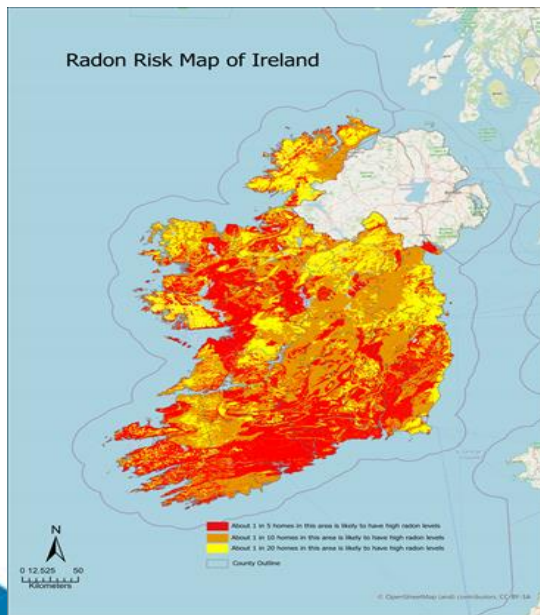 Radon Risk Map of Ireland
About 1 in 5 homes in this area is likely to have high radon levels
About 1 in 10 homes in this area is likely to have high radon levels
About 1 in 20 homes in this area is likely to have high radon levels
County Outline
N
0 12.525 50
Kilometers
© OpenStreetMap (and) contributors, CC-BY-SA